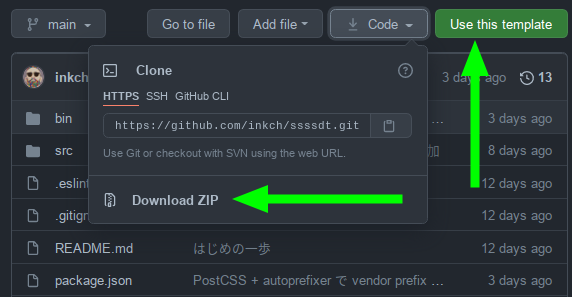 main Go to file Add file Code Use this template
inkch 3 days ago 13
Clone
HTTPS SSH GitHub CLI
https://github.com/inkch/ssssdt.git
Use Git or checkout with SVN using the web URL.
Download ZIP
bin … 3 days ago
src 加 8 days ago
.eslint 12 days ago
.gitign 12 days ago
README.md はじめの一歩 12 days ago
package.json PostCSS + autoprefixer で vendor prefix … 3 days ago